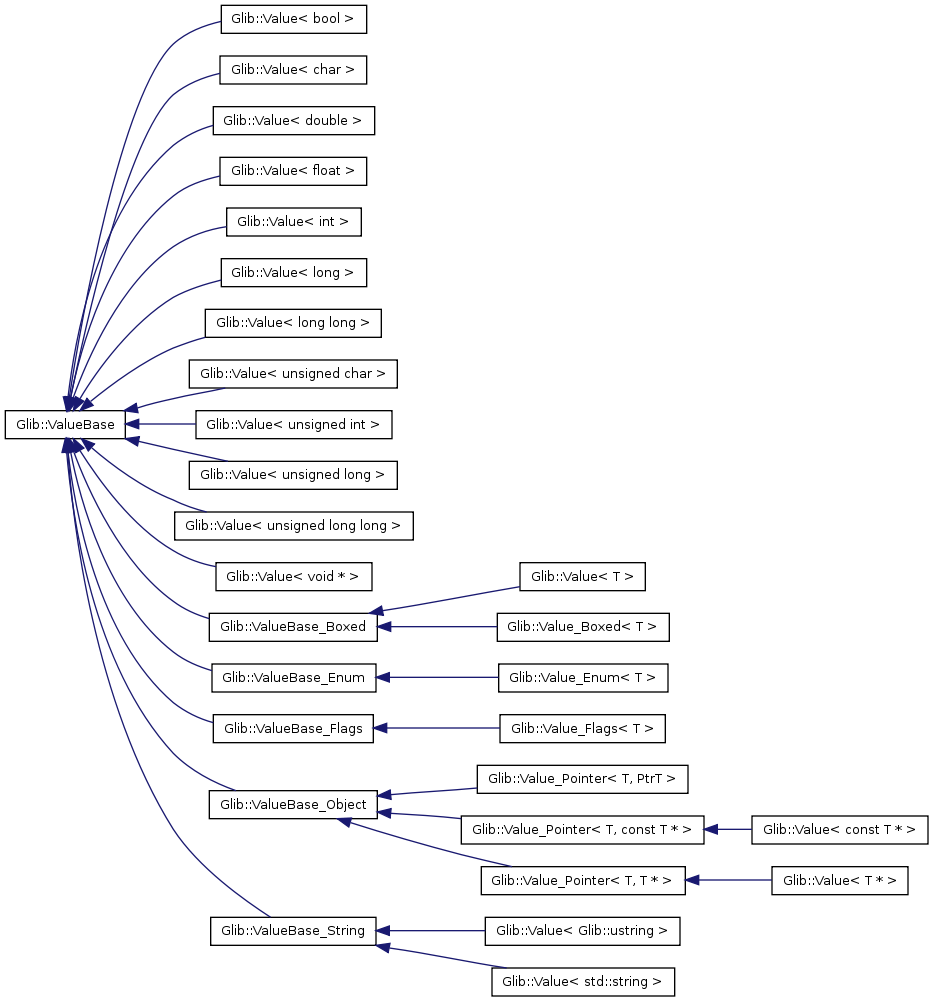 Glib::Value< bool >
Glib::Value< char >
Glib::Value< double >
Glib::Value< float >
Glib::Value< int >
Glib::Value< long >
Glib::Value< long long >
Glib::Value< unsigned char >
Glib::ValueBase
Glib::Value< unsigned int >
Glib::Value< unsigned long >
Glib::Value< unsigned long long >
Glib::Value< void * >
Glib::Value< T >
Glib::ValueBase_Boxed
Glib::Value_Boxed< T >
Glib::ValueBase_Enum
Glib::Value_Enum< T >
Glib::ValueBase_Flags
Glib::Value_Flags< T >
Glib::Value_Pointer< T, PtrT >
Glib::ValueBase_Object
Glib::Value_Pointer< T, const T * >
Glib::Value< const T * >
Glib::Value_Pointer< T, T * >
Glib::Value< T * >
Glib::ValueBase_String
Glib::Value< Glib::ustring >
Glib::Value< std::string >